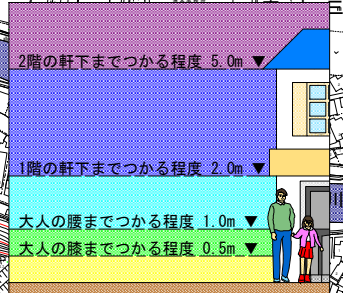 2階の軒下までつかる程度 5.0m ▼
1階の軒下までつかる程度 2.0m ▼
大人の腰までつかる程度 1.0m ▼
大人の膝までつかる程度 0.5m ▼